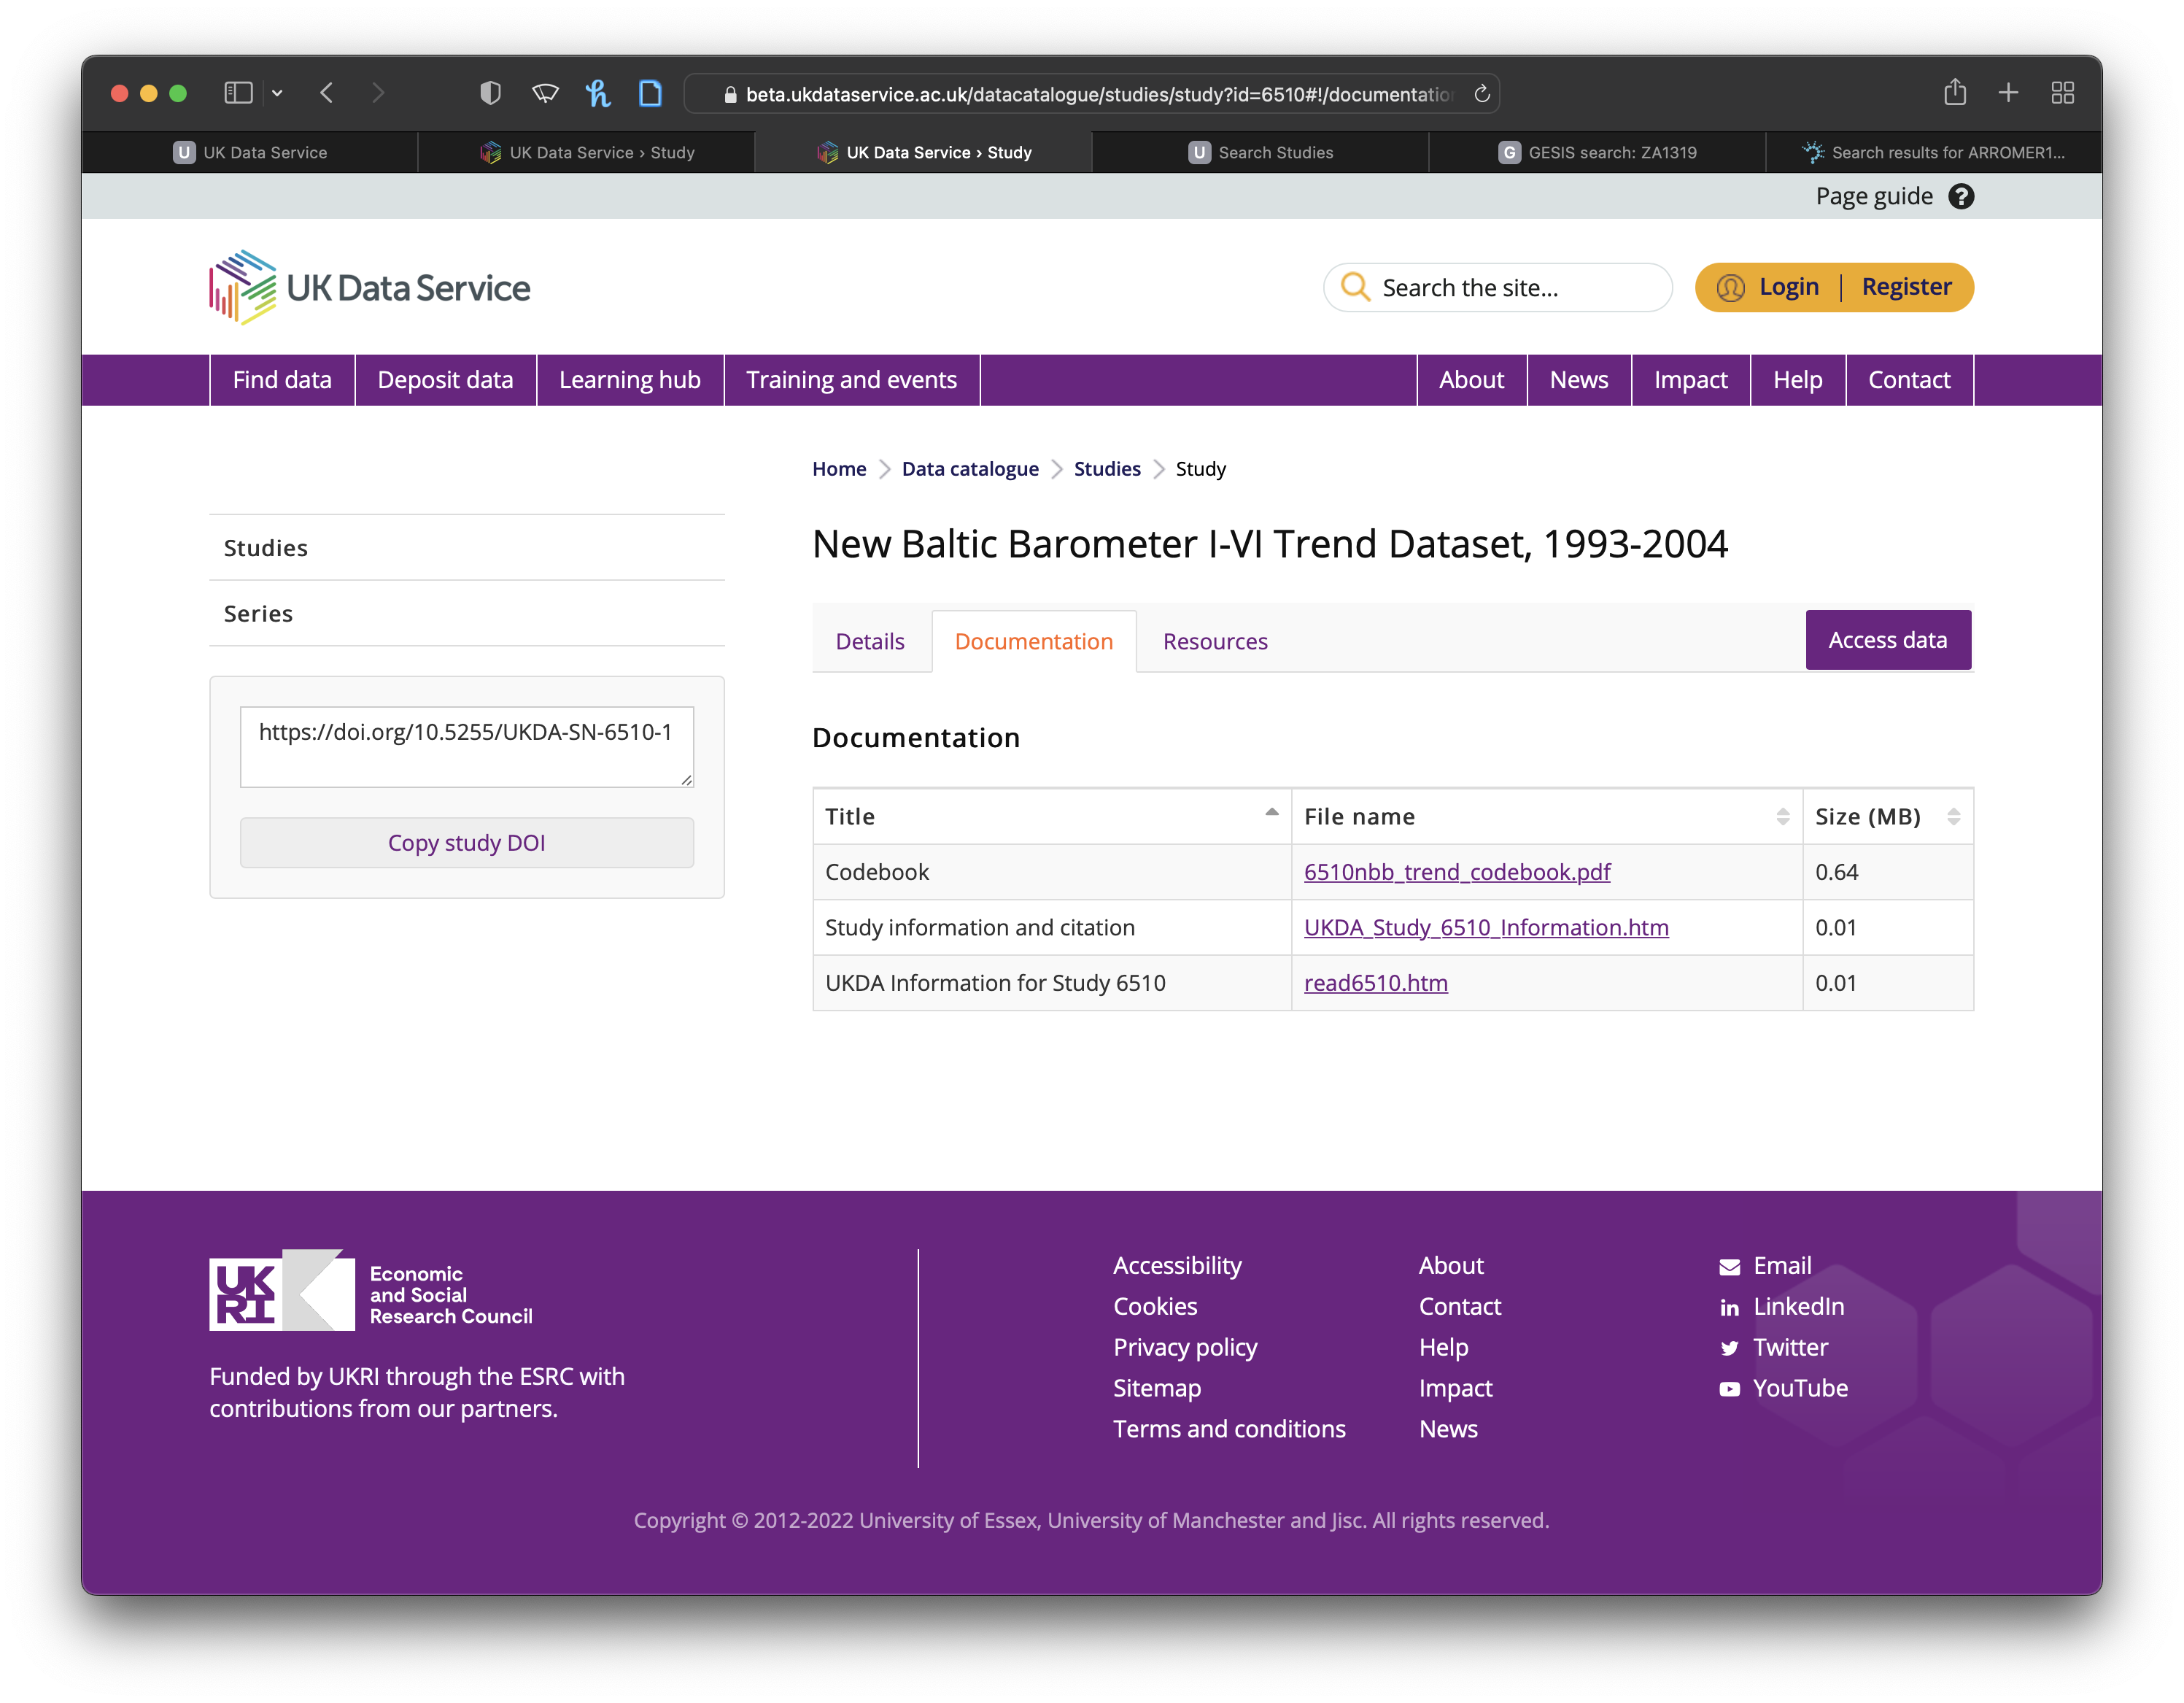 beta.ukdataservice.ac.uk/datacatalogue/studies/study?id=6510#!/documentatio
U UK Data Service
UK Data Service › Study
UK Data Service › Study
U Search Studies
G GESIS search: ZA1319
Search results for ARROMER1...
Page guide ?
UK Data Service
Search the site...
Login | Register
Find data
Deposit data
Learning hub
Training and events
About
News
Impact
Help
Contact
Home > Data catalogue > Studies > Study
Studies
Series
https://doi.org/10.5255/UKDA-SN-6510-1
Copy study DOI
New Baltic Barometer I-VI Trend Dataset, 1993-2004
Details
Documentation
Resources
Access data
Documentation
Title File name Size (MB)
Codebook 6510nbb_trend_codebook.pdf 0.64
Study information and citation UKDA_Study_6510_Information.htm 0.01
UKDA Information for Study 6510 read6510.htm 0.01
UK
RI
Economic
and Social
Research Council
Funded by UKRI through the ESRC with
contributions from our partners.
Accessibility
Cookies
Privacy policy
Sitemap
Terms and conditions
About
Contact
Help
Impact
News
Email
LinkedIn
Twitter
YouTube
Copyright © 2012-2022 University of Essex, University of Manchester and Jisc. All rights reserved.